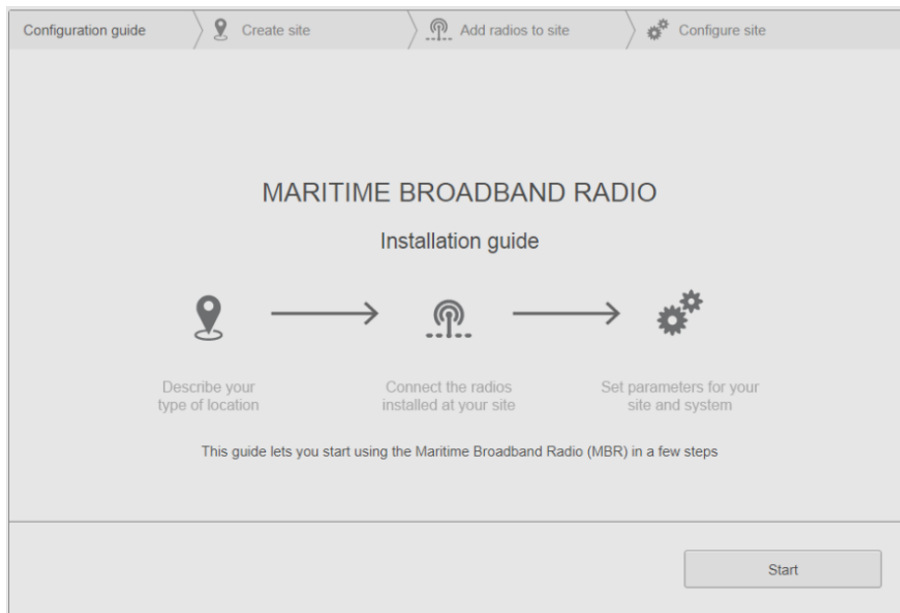 Configuration guide
Create site
Add radios to site
Configure site
MARITIME BROADBAND RADIO
Installation guide
Describe your
type of location
Connect the radios
installed at your site
Set parameters for your
site and system
This guide lets you start using the Maritime Broadband Radio (MBR) in a few steps
Start